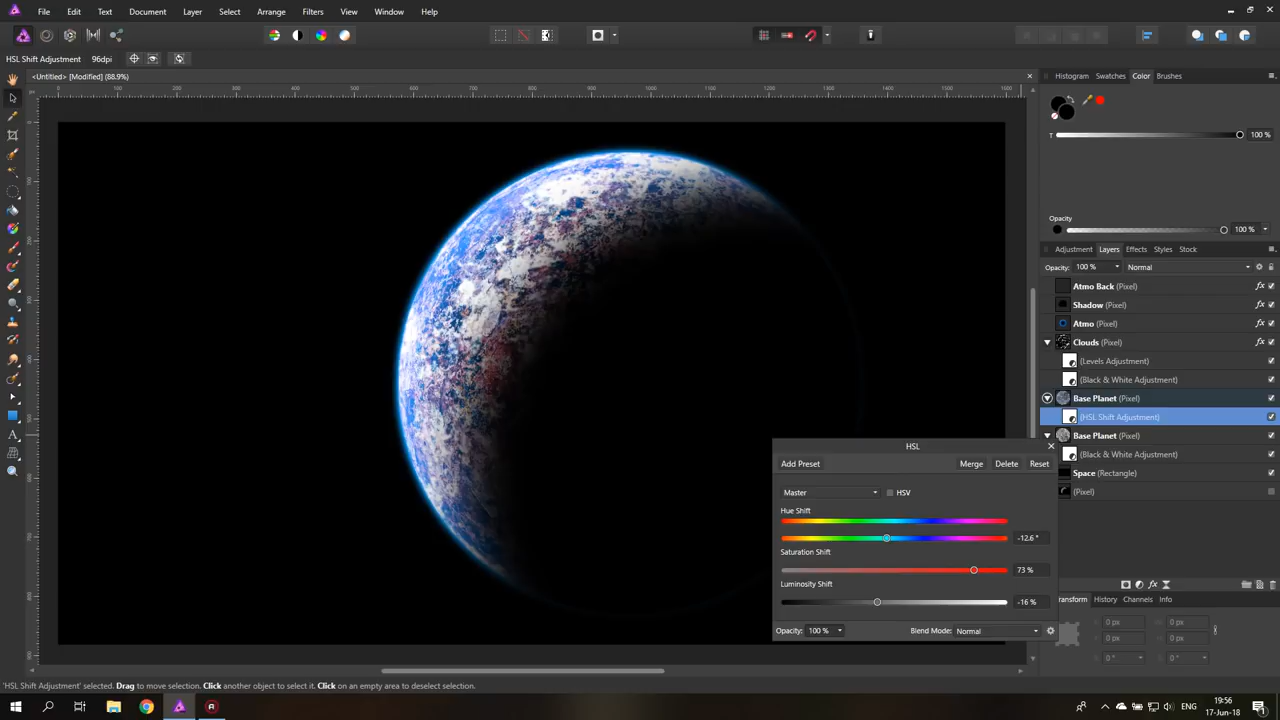 File Edit Text Document Layer Select Arrange Filters View Window Help
HSL Shift Adjustment 96dpi
<Untitled> [Modified] (88.9%)
Histogram Swatches Color Brushes
100 %
Opacity
100 %
Adjustment Layers Effects Styles Stock
Opacity: 100 % Normal
Atmo Back (Pixel)
Shadow (Pixel)
Atmo (Pixel)
Clouds (Pixel)
(Levels Adjustment)
(Black & White Adjustment)
Base Planet (Pixel)
(HSL Shift Adjustment)
Base Planet (Pixel)
(Black & White Adjustment)
Space (Rectangle)
(Pixel)
HSL
Add Preset Merge Delete Reset
Master HSV
Hue Shift
-12.6 °
Saturation Shift
73 %
Luminosity Shift
-16 %
Opacity: 100 % Blend Mode: Normal
History Channels Info
X: 0 px W: 0 px
Y: 0 px H: 0 px
0 °
0 °
'HSL Shift Adjustment' selected. Drag to move selection. Click another object to select it. Click on an empty area to deselect selection.
19:56
17-Jun-18